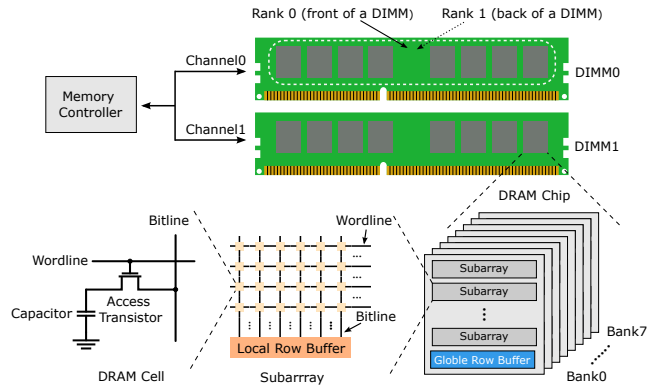 Rank 0 (front of a DIMM)
Rank 1 (back of a DIMM)
Channel0
DIMM0
Memory
Controller
Channel1
DIMM1
DRAM Chip
Bitline
Wordline
Wordline
...
...
...
Subarray
Subarray
Access
Transistor
Capacitor
Bitline
Subarray
Bank7
Local Row Buffer
Globle Row Buffer
Bank0
DRAM Cell
Subarrray